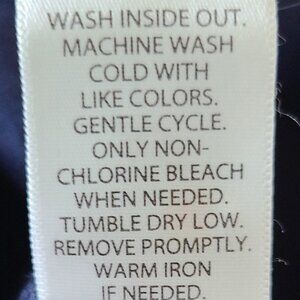 WASH INSIDE OUT.
MACHINE WASH
COLD WITH
LIKE COLORS.
GENTLE CYCLE.
ONLY NON-
CHLORINE BLEACH
WHEN NEEDED.
TUMBLE DRY LOW.
REMOVE PROMPTLY.
WARM IRON
IF NEEDED.